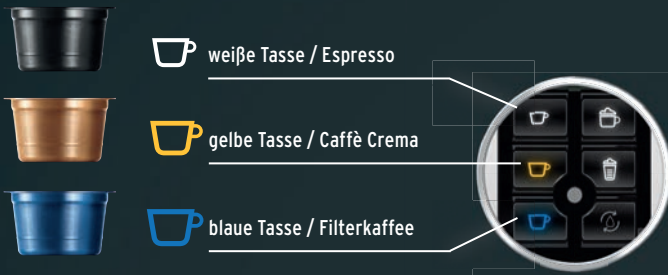 weiße Tasse / Espresso
gelbe Tasse / Caffè Crema
blaue Tasse / Filterkaffee